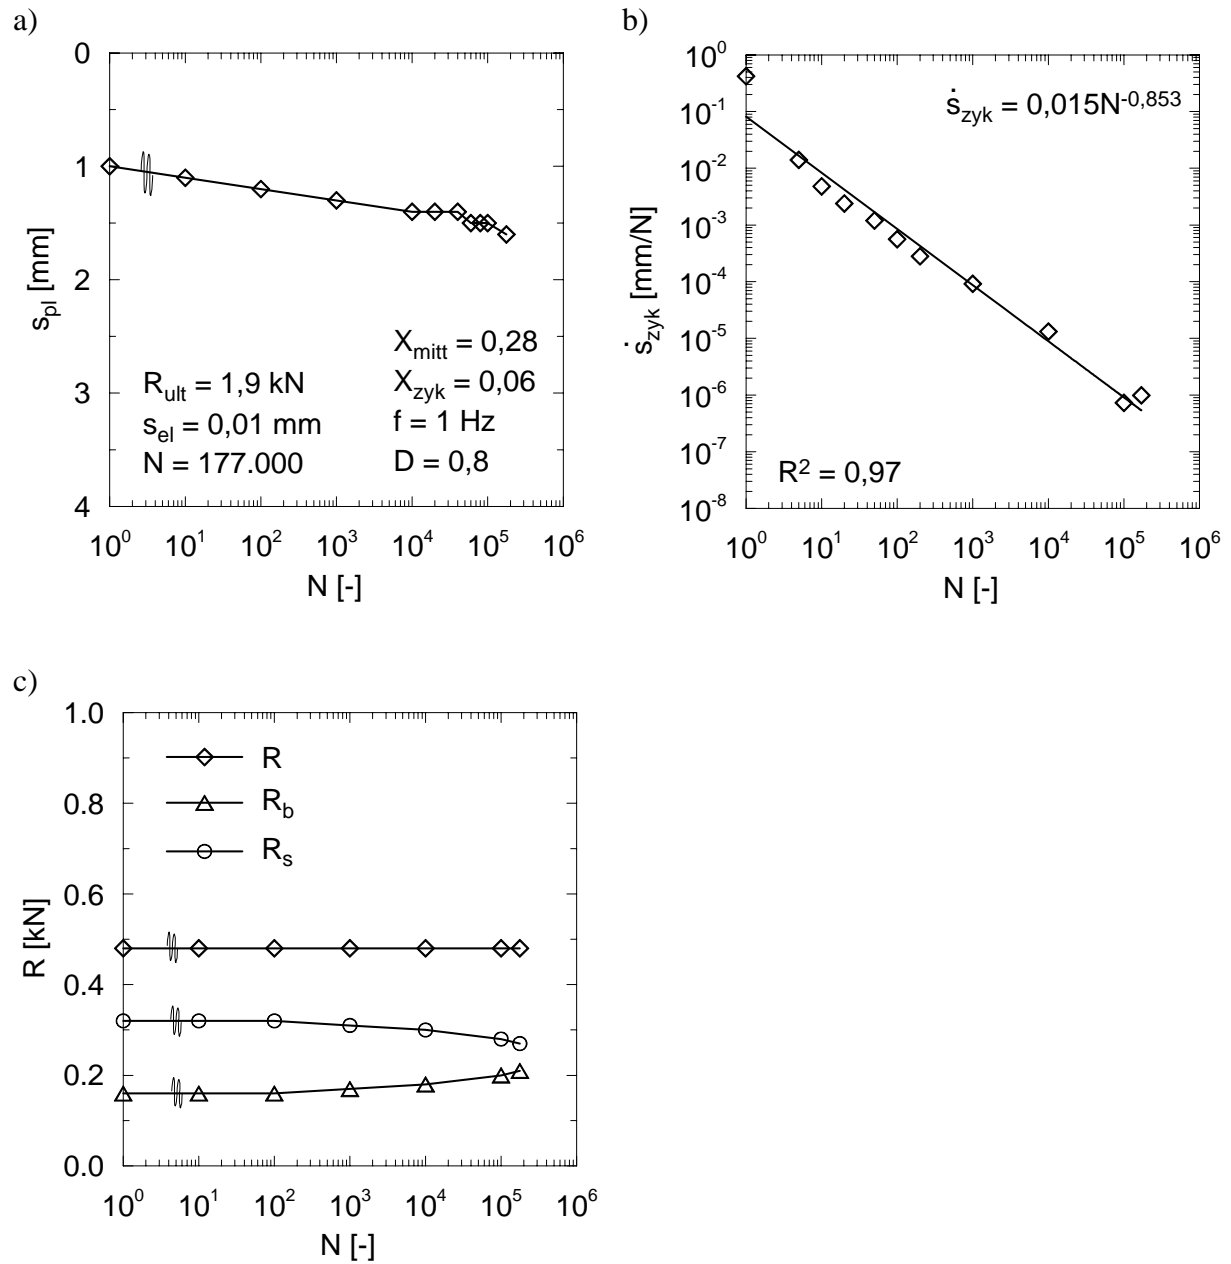 a)
0
1
2
3
4
s_pl [mm]
R_ult = 1,9 kN
s_el = 0,01 mm
N = 177.000
X_mitt = 0,28
X_zyk = 0,06
f = 1 Hz
D = 0,8
10^0 10^1 10^2 10^3 10^4 10^5 10^6
N [-]
b)
10^0
10^-1
10^-2
10^-3
10^-4
10^-5
10^-6
10^-7
10^-8
ṡ_zyk [mm/N]
ṡ_zyk = 0,015N^-0,853
R^2 = 0,97
10^0 10^1 10^2 10^3 10^4 10^5 10^6
N [-]
c)
1.0
0.8
0.6
0.4
0.2
0.0
R [kN]
R
R_b
R_s
10^0 10^1 10^2 10^3 10^4 10^5 10^6
N [-]